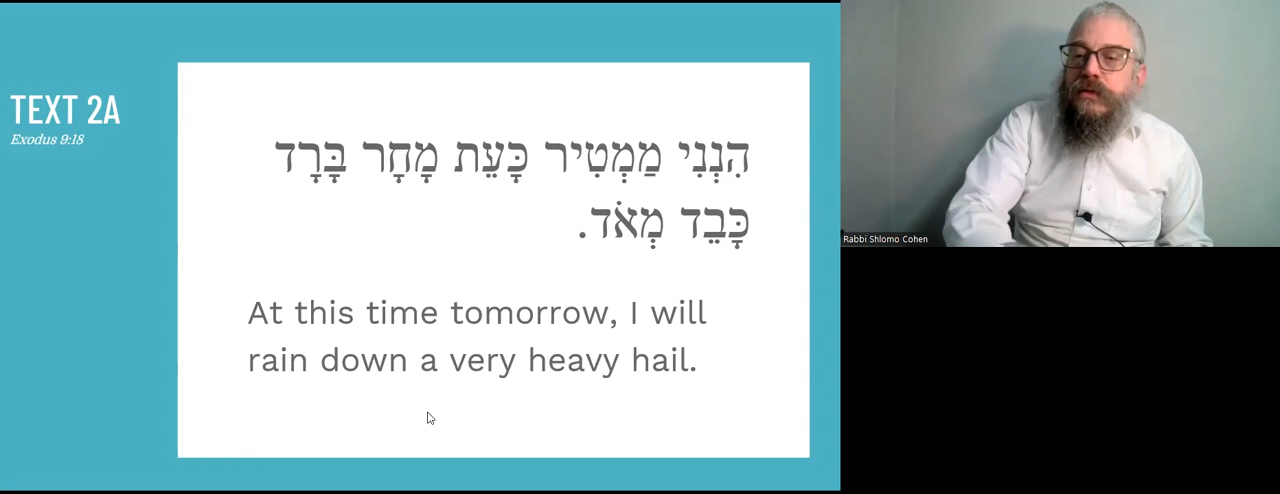 TEXT 2A
Exodus 9:18
הִנְנִי מַמְטִיר כָּעֵת מָחָר בָּרָד
כָּבֵד מְאֹד.
At this time tomorrow, I will
rain down a very heavy hail.
Rabbi Shlomo Cohen